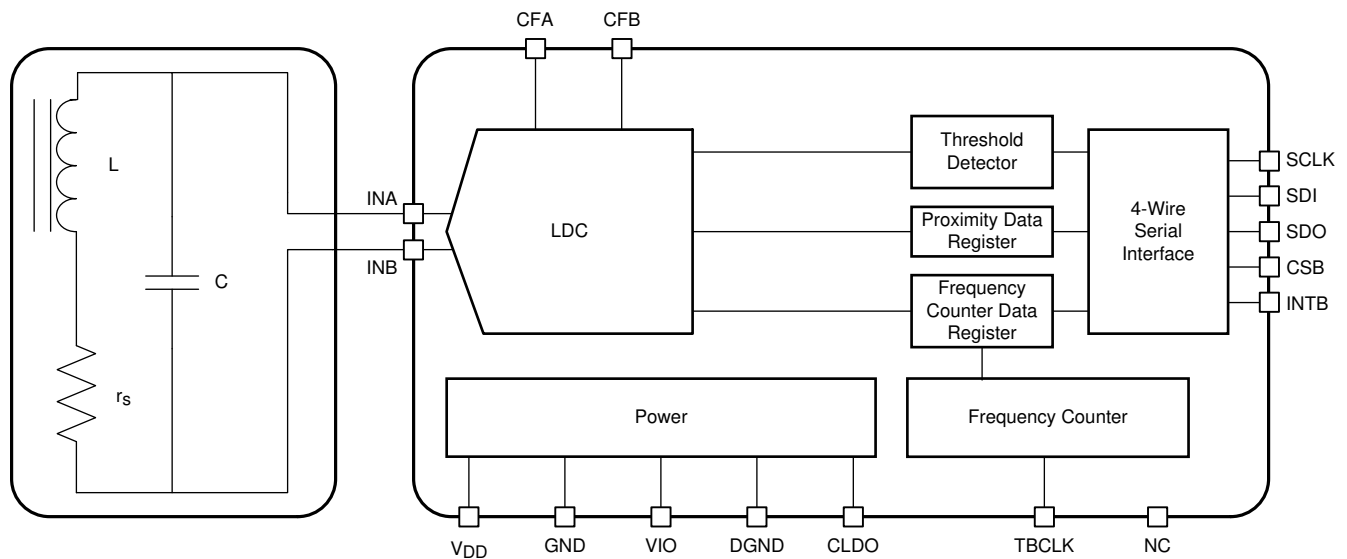 CFA
CFB
L
C
rS
INA
INB
LDC
Threshold
Detector
Proximity Data
Register
Frequency
Counter Data
Register
4-Wire
Serial
Interface
SCLK
SDI
SDO
CSB
INTB
Power
Frequency Counter
VDD
GND
VIO
DGND
CLDO
TBCLK
NC